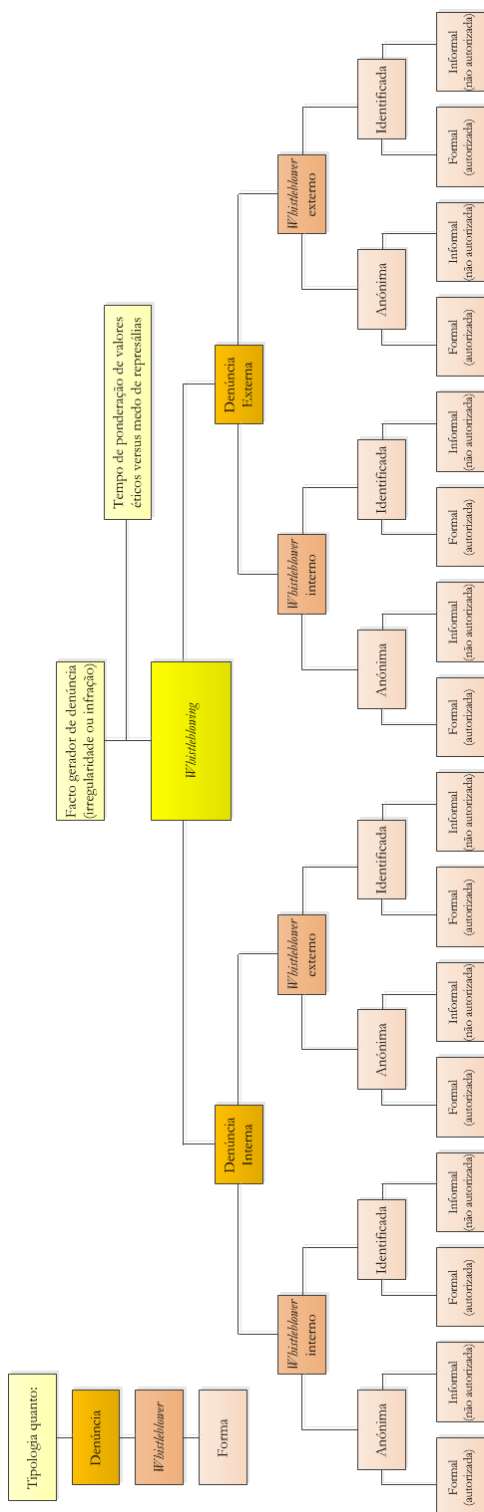 Tipologia quanto:
Denúncia
Whistleblower
Forma
Facto gerador de denúncia
(irregularidade ou infração)
Tempo de ponderação de valores
éticos versus medo de represálias
Whistleblowing
Denúncia
Interna
Denúncia
Externa
Whistleblower
interno
Whistleblower
externo
Whistleblower
interno
Whistleblower
externo
Anónima
Identificada
Anónima
Identificada
Anónima
Identificada
Anónima
Identificada
Formal
(autorizada)
Informal
(não autorizada)
Formal
(autorizada)
Informal
(não autorizada)
Formal
(autorizada)
Informal
(não autorizada)
Formal
(autorizada)
Informal
(não autorizada)
Formal
(autorizada)
Informal
(não autorizada)
Formal
(autorizada)
Informal
(não autorizada)
Formal
(autorizada)
Informal
(não autorizada)
Formal
(autorizada)
Informal
(não autorizada)